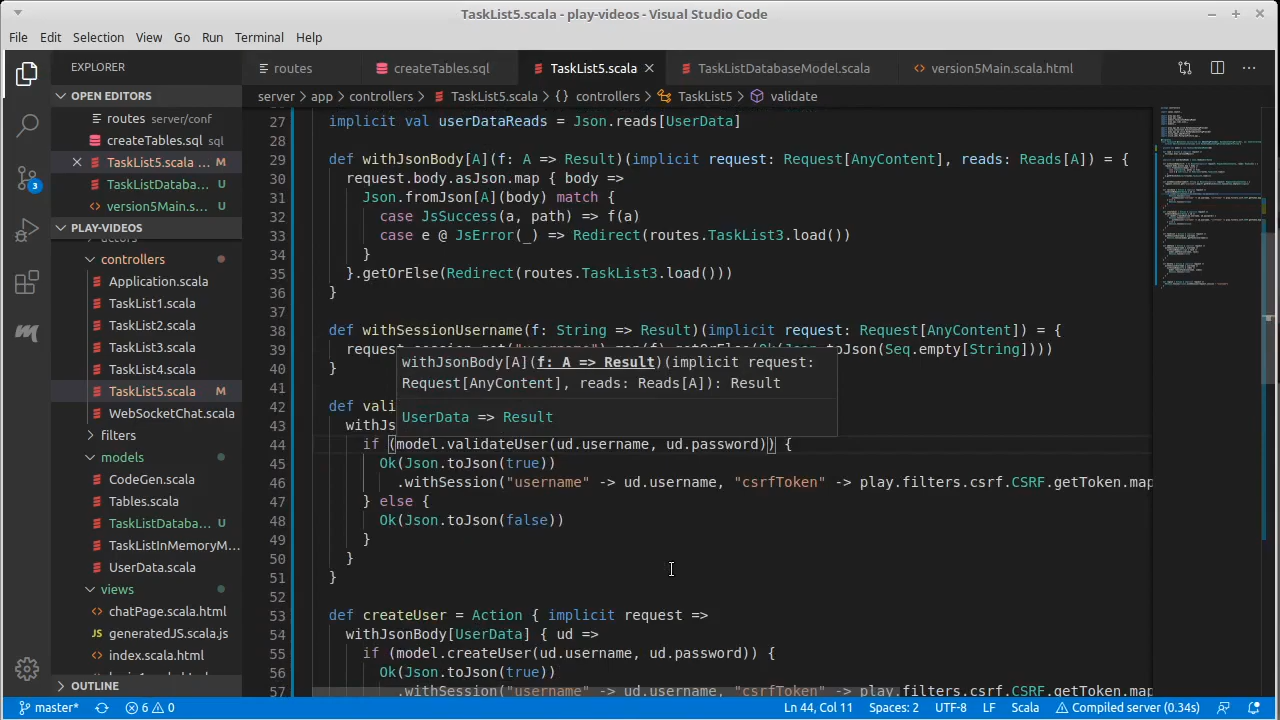 TaskList5.scala - play-videos - Visual Studio Code
File Edit Selection View Go Run Terminal Help
EXPLORER
routes
createTables.sql
TaskList5.scala
TaskListDatabaseModel.scala
version5Main.scala.html
OPEN EDITORS
server > app > controllers > TaskList5.scala > {} controllers > TaskList5 > validate
routes server/conf
createTables.sql sql
TaskList5.scala ... M
TaskListDataba... U
version5Main.s... U
PLAY-VIDEOS
controllers
Application.scala
TaskList1.scala
TaskList2.scala
TaskList3.scala
TaskList4.scala
TaskList5.scala M
WebSocketChat.scala
filters
models
CodeGen.scala
Tables.scala
TaskListDataba... U
TaskListInMemoryM...
UserData.scala
views
chatPage.scala.html
generatedJS.scala.js
index.scala.html
OUTLINE
3
27 implicit val userDataReads = Json.reads[UserData]
28
29 def withJsonBody[A](f: A => Result)(implicit request: Request[AnyContent], reads: Reads[A]) = {
30 request.body.asJson.map { body =>
31 Json.fromJson[A](body) match {
32 case JsSuccess(a, path) => f(a)
33 case e @ JsError(_) => Redirect(routes.TaskList3.load())
34 }
35 }.getOrElse(Redirect(routes.TaskList3.load()))
36 }
37
38 def withSessionUsername(f: String => Result)(implicit request: Request[AnyContent]) = {
39 request.session.get("username").map(f).getOrElse(Ok(Json.toJson(Seq.empty[String])))
40 }
41
withJsonBody[A](f: A => Result)(implicit request:
Request[AnyContent], reads: Reads[A]): Result
UserData => Result
42 def vali
43 withJs
44 if (model.validateUser(ud.username, ud.password)) {
45 Ok(Json.toJson(true))
46 .withSession("username" -> ud.username, "csrfToken" -> play.filters.csrf.CSRF.getToken.map
47 } else {
48 Ok(Json.toJson(false))
49 }
50 }
51 }
52
53 def createUser = Action { implicit request =>
54 withJsonBody[UserData] { ud =>
55 if (model.createUser(ud.username, ud.password)) {
56 Ok(Json.toJson(true))
57 .withSession("username" -> ud.username, "csrfToken" -> play.filters.csrf.CSRF.getToken.map
master* 6 0 Ln 44, Col 11 Spaces: 2 UTF-8 LF Scala Compiled server (0.34s)